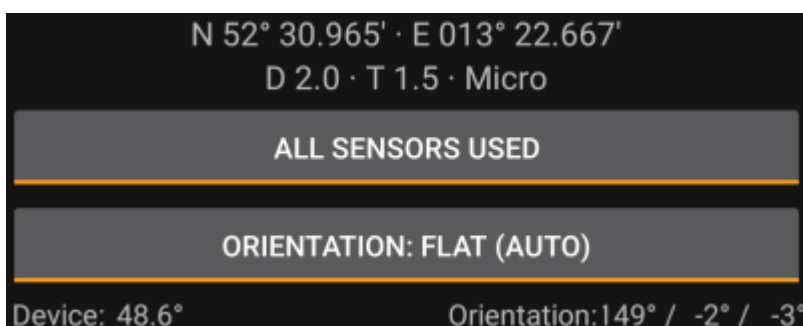 N 52° 30.965' · E 013° 22.667'
D 2.0 · T 1.5 · Micro
ALL SENSORS USED
ORIENTATION: FLAT (AUTO)
Device: 48.6° Orientation:149° / -2° / -3°